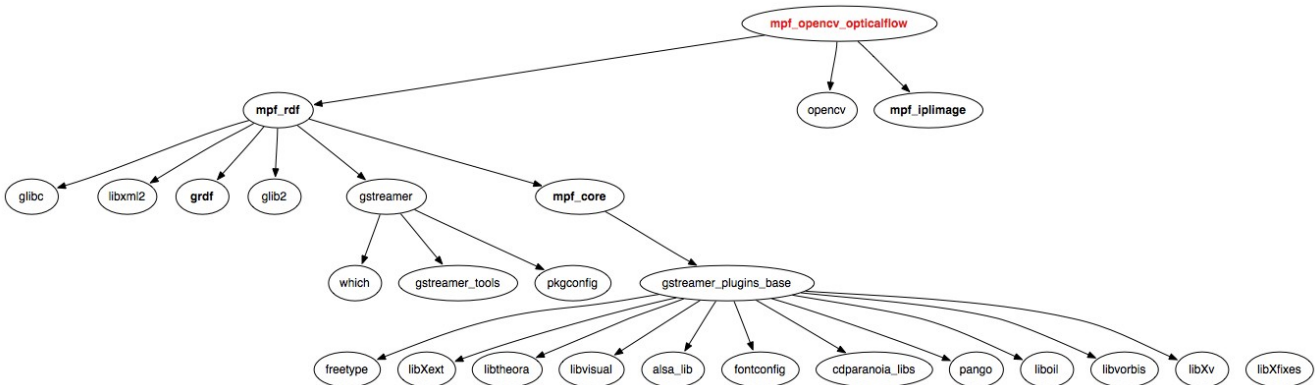 mpf_opencv_opticalflow
mpf_rdf
opencv
mpf_iplimage
glibc
libxml2
grdf
glib2
gstreamer
mpf_core
which
gstreamer_tools
pkgconfig
gstreamer_plugins_base
freetype
libXext
libtheora
libvisual
alsa_lib
fontconfig
cdparanoia_libs
pango
liboil
libvorbis
libXv
libXfixes